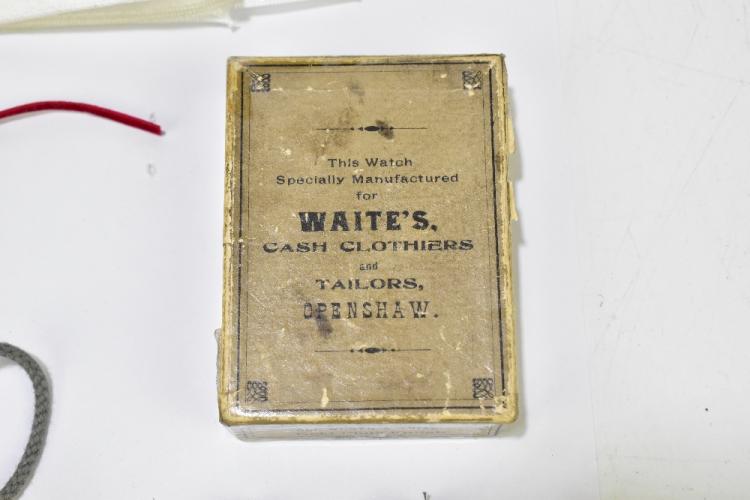 This Watch
Specially Manufactured
for
WAITE'S,
CASH CLOTHIERS
and
TAILORS,
OPENSHAW.